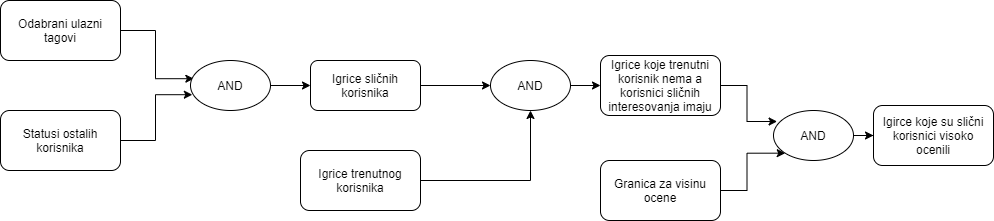 Odabrani ulazni
tagovi
Statusi ostalih
korisnika
AND
Igrice sličnih
korisnika
Igrice trenutnog
korisnika
AND
Igrice koje trenutni
korisnik nema a
korisnici sličnih
interesovanja imaju
Granica za visinu
ocene
AND
Igirce koje su slični
korisnici visoko
ocenili